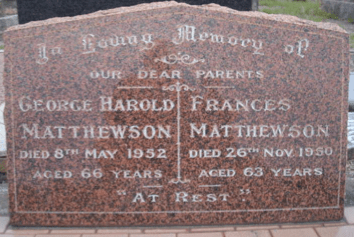 In Loving Memory of
OUR DEAR PARENTS
GEORGE HAROLD FRANCES
MATTHEWSON MATTHEWSON
DIED 8TH MAY 1952 DIED 26TH NOV. 1950
AGED 66 YEARS AGED 63 YEARS
"AT REST"